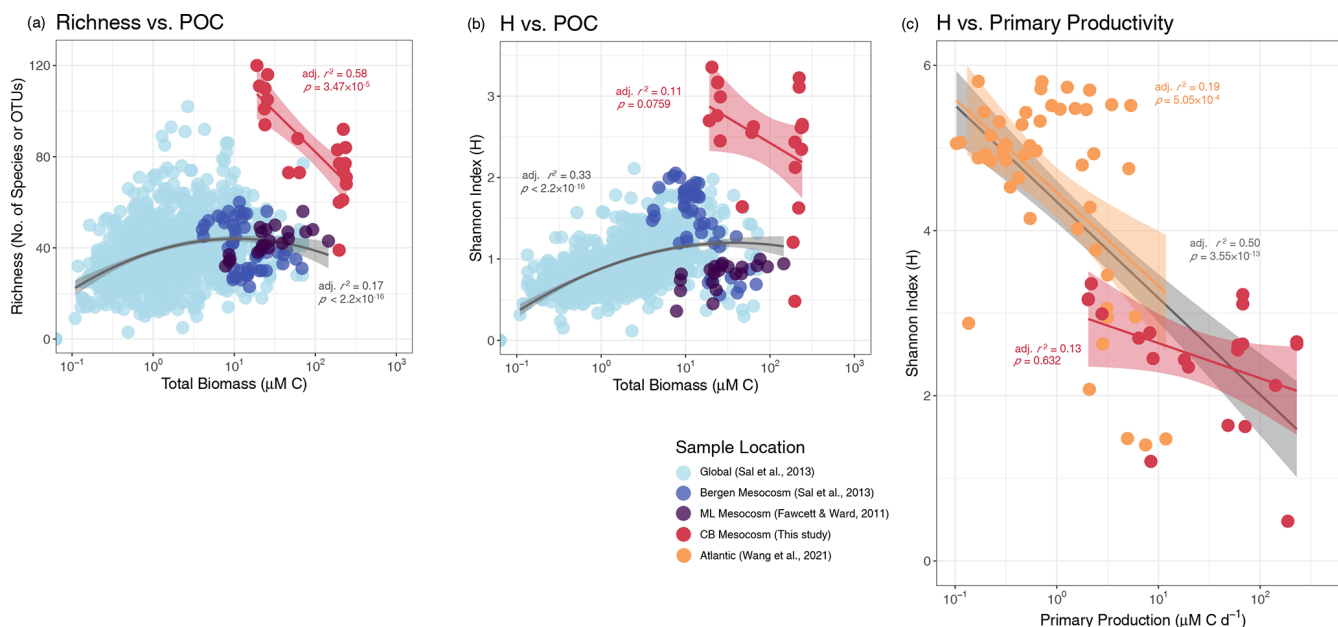 (a) Richness vs. POC
Richness (No. of Species or OTUs)
120
80
40
0
adj. r² = 0.58
p = 3.47×10⁻⁵
adj. r² = 0.17
p < 2.2×10⁻¹⁶
10⁻¹ 10⁰ 10¹ 10² 10³
Total Biomass (μM C)
(b) H vs. POC
Shannon Index (H)
3
2
1
0
adj. r² = 0.11
p = 0.0759
adj. r² = 0.33
p < 2.2×10⁻¹⁶
10⁻¹ 10⁰ 10¹ 10² 10³
Total Biomass (μM C)
(c) H vs. Primary Productivity
Shannon Index (H)
6
4
2
0
adj. r² = 0.19
p = 5.05×10⁻⁴
adj. r² = 0.50
p = 3.55×10⁻¹³
adj. r² = 0.13
p = 0.632
10⁻¹ 10⁰ 10¹ 10²
Primary Production (μM C d⁻¹)
Sample Location
Global (Sal et al., 2013)
Bergen Mesocosm (Sal et al., 2013)
ML Mesocosm (Fawcett & Ward, 2011)
CB Mesocosm (This study)
Atlantic (Wang et al., 2021)